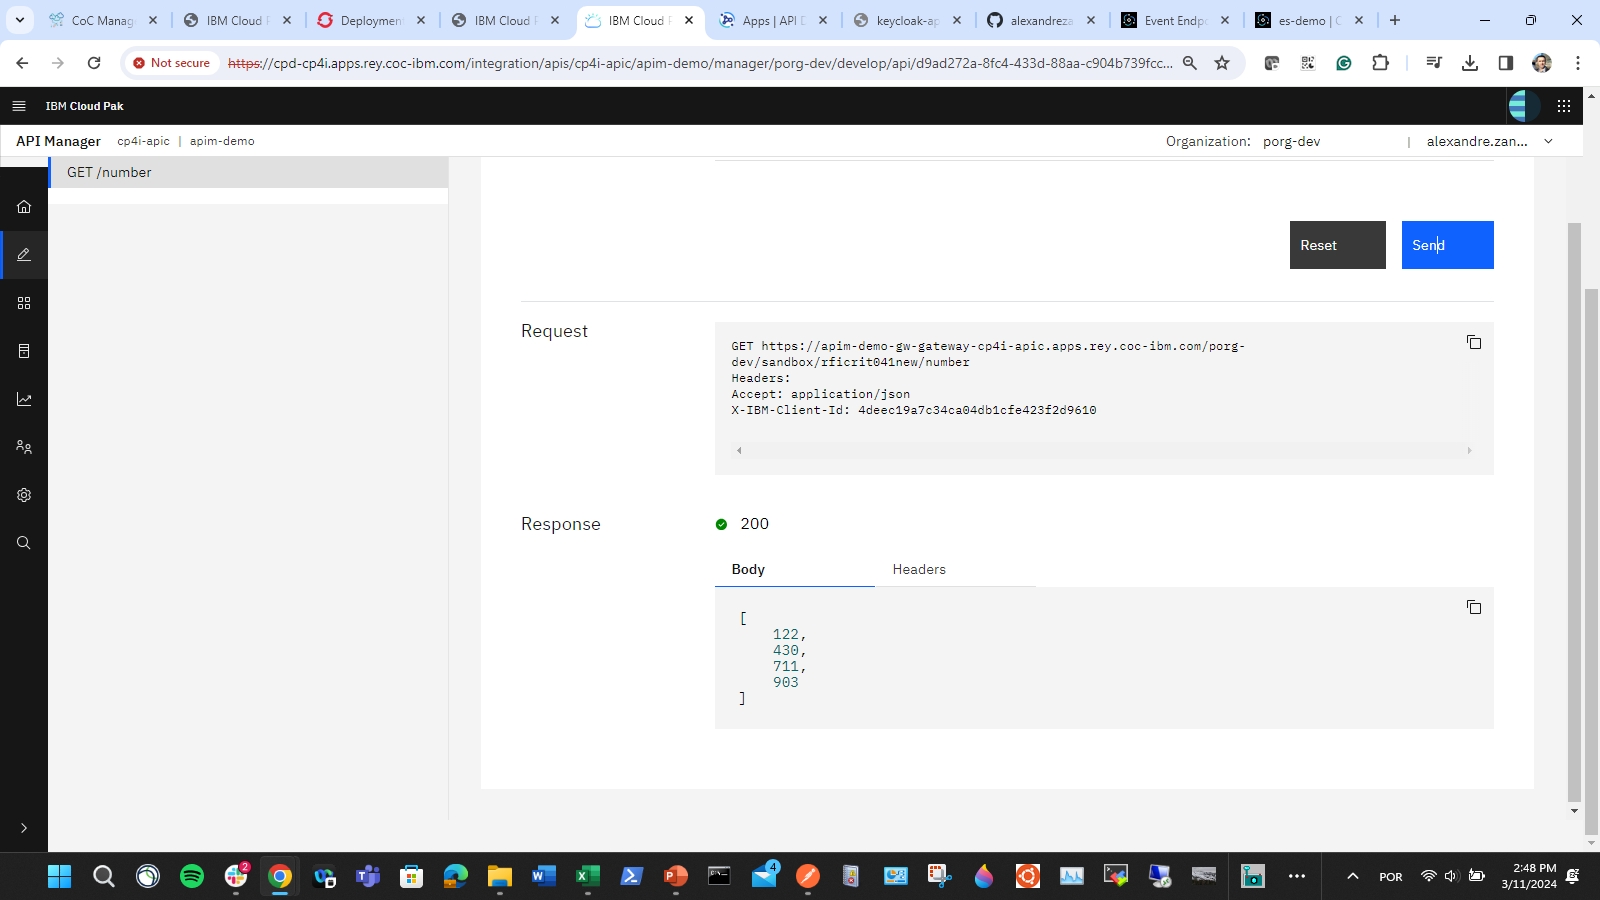 CoC Manag
IBM Cloud P
Deploymen
IBM Cloud P
IBM Cloud P
Apps | API D
keycloak-ap
alexandreza
Event Endp
es-demo | C
Not secure
https://cpd-cp4i.apps.rey.coc-ibm.com/integration/apis/cp4i-apic/apim-demo/manager/porg-dev/develop/api/d9ad272a-8fc4-433d-88aa-c904b739fcc...
IBM Cloud Pak
API Manager cp4i-apic | apim-demo
Organization: porg-dev | alexandre.zan...
GET /number
Reset
Send
Request
GET https://apim-demo-gw-gateway-cp4i-apic.apps.rey.coc-ibm.com/porg-
dev/sandbox/rficrit041new/number
Headers:
Accept: application/json
X-IBM-Client-Id: 4deec19a7c34ca04db1cfe423f2d9610
Response
200
Body
Headers
[
122,
430,
711,
903
]
2
4
POR
2:48 PM
3/11/2024